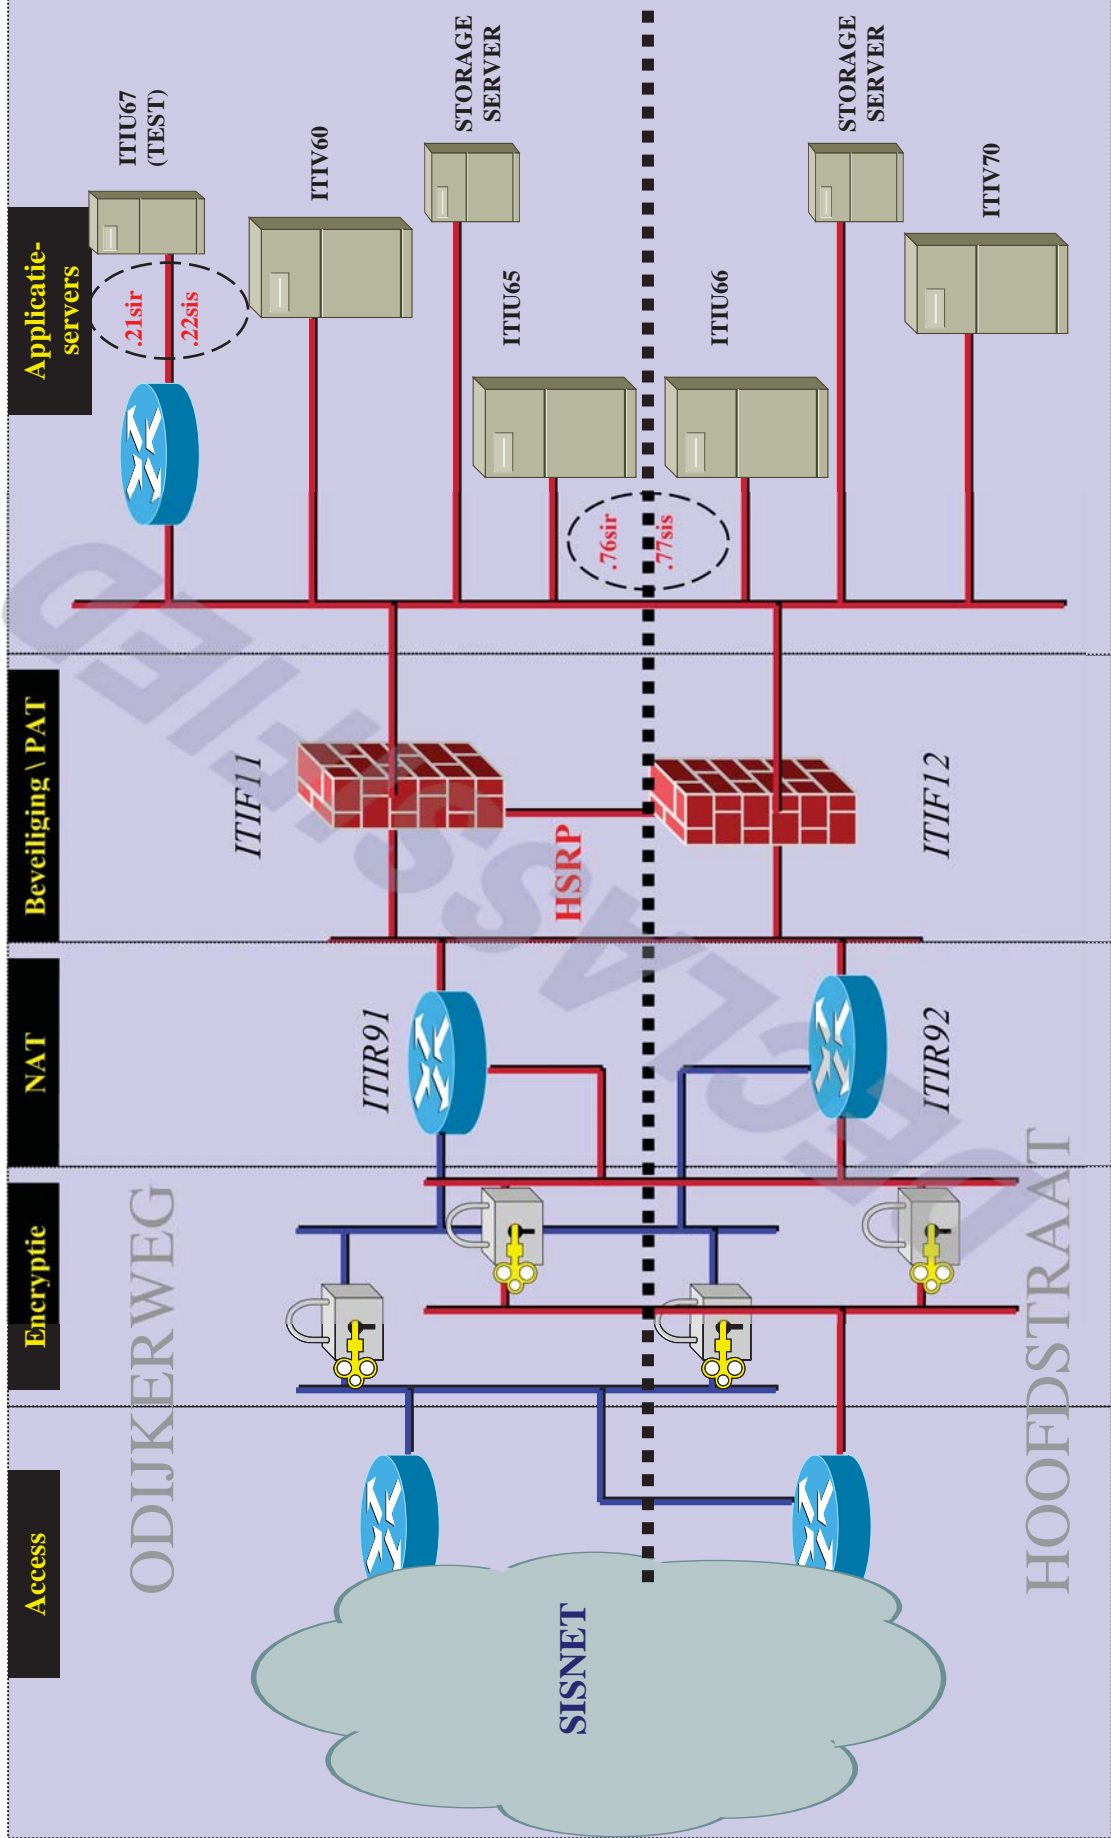 Access
Encryptie
NAT
Beveiliging \ PAT
Applicatie-
servers
ODIJKERWEG
ITIU67
(TEST)
.21sir
.22sis
ITIV60
ITIF11
ITIR91
STORAGE
SERVER
ITIU65
SISNET
HSRP
.76sir
.77sis
ITIU66
STORAGE
SERVER
ITIR92
ITIF12
ITIV70
HOOFDSTRAAT
DECLASSIFIED